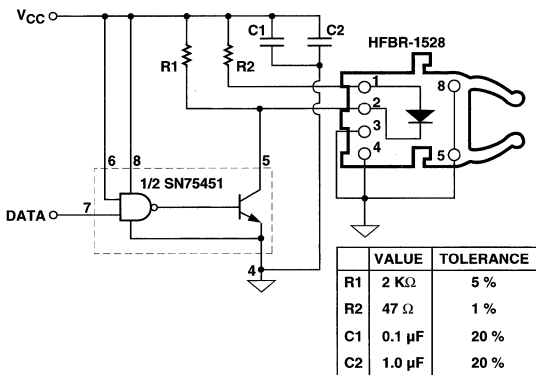 VCC
C1
C2
HFBR-1528
R1
R2
1
8
2
3
4
5
6
8
5
1/2 SN75451
DATA
7
4
VALUE TOLERANCE
R1 2 KΩ 5 %
R2 47 Ω 1 %
C1 0.1 µF 20 %
C2 1.0 µF 20 %